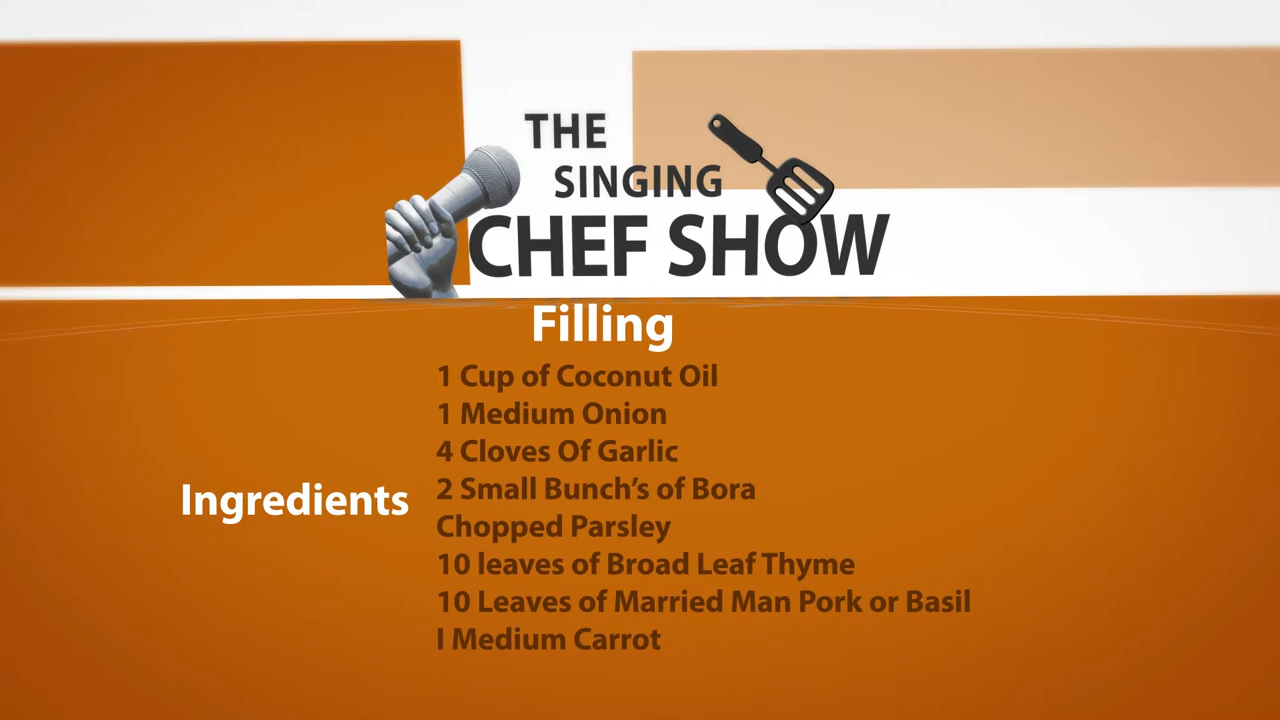 THE
SINGING
CHEF SHOW
Filling
Ingredients
1 Cup of Coconut Oil
1 Medium Onion
4 Cloves Of Garlic
2 Small Bunch’s of Bora
Chopped Parsley
10 leaves of Broad Leaf Thyme
10 Leaves of Married Man Pork or Basil
I Medium Carrot